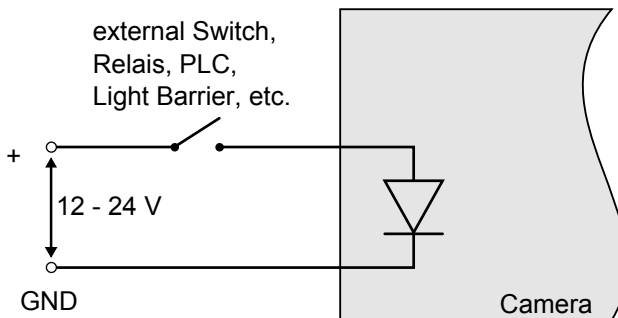 external Switch,
Relais, PLC,
Light Barrier, etc.
+
12 - 24 V
GND
Camera